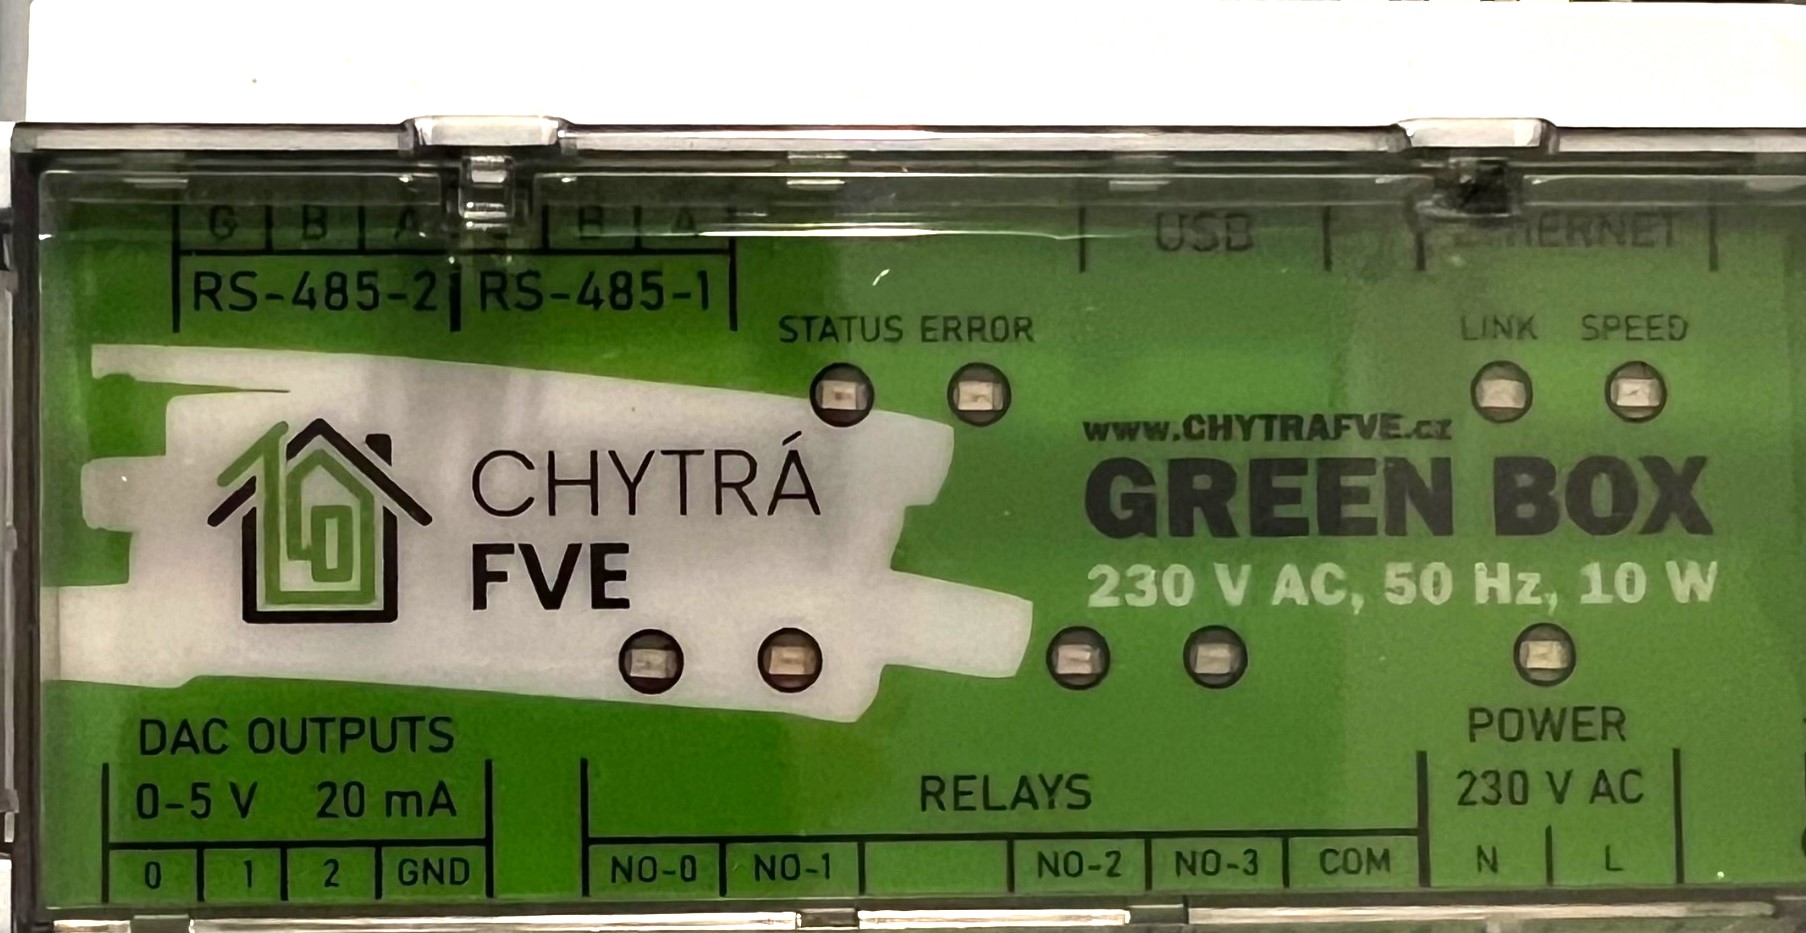 G B A B A
RS-485-2 RS-485-1
USB
ETHERNET
STATUS ERROR
LINK SPEED
www.CHYTRAFVE.cz
GREEN BOX
230 V AC, 50 Hz, 10 W
CHYTRÁ
FVE
DAC OUTPUTS
0-5 V 20 mA
0 1 2 GND
RELAYS
NO-0 NO-1 NO-2 NO-3 COM
POWER
230 V AC
N L